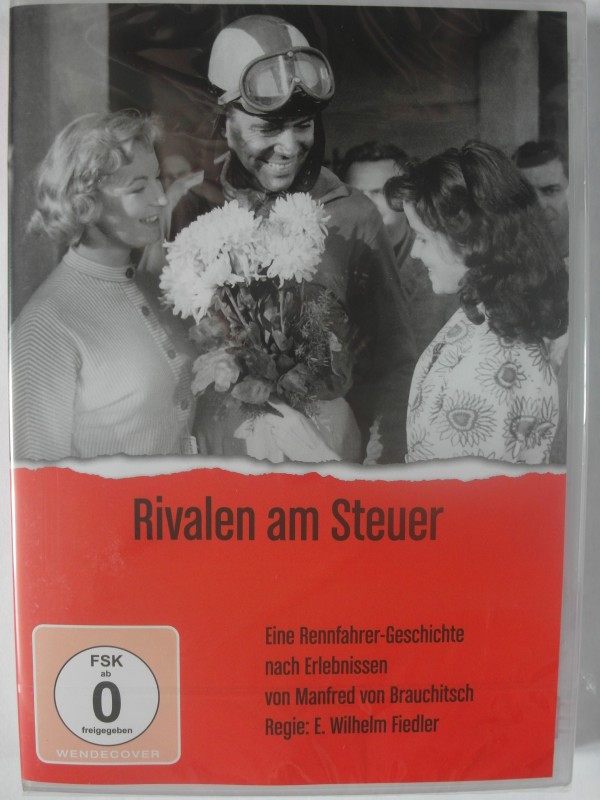 Rivalen am Steuer
Eine Rennfahrer-Geschichte
nach Erlebnissen
von Manfred von Brauchitsch
Regie: E. Wilhelm Fiedler
FSK
ab
0
freigegeben
WENDECOVER